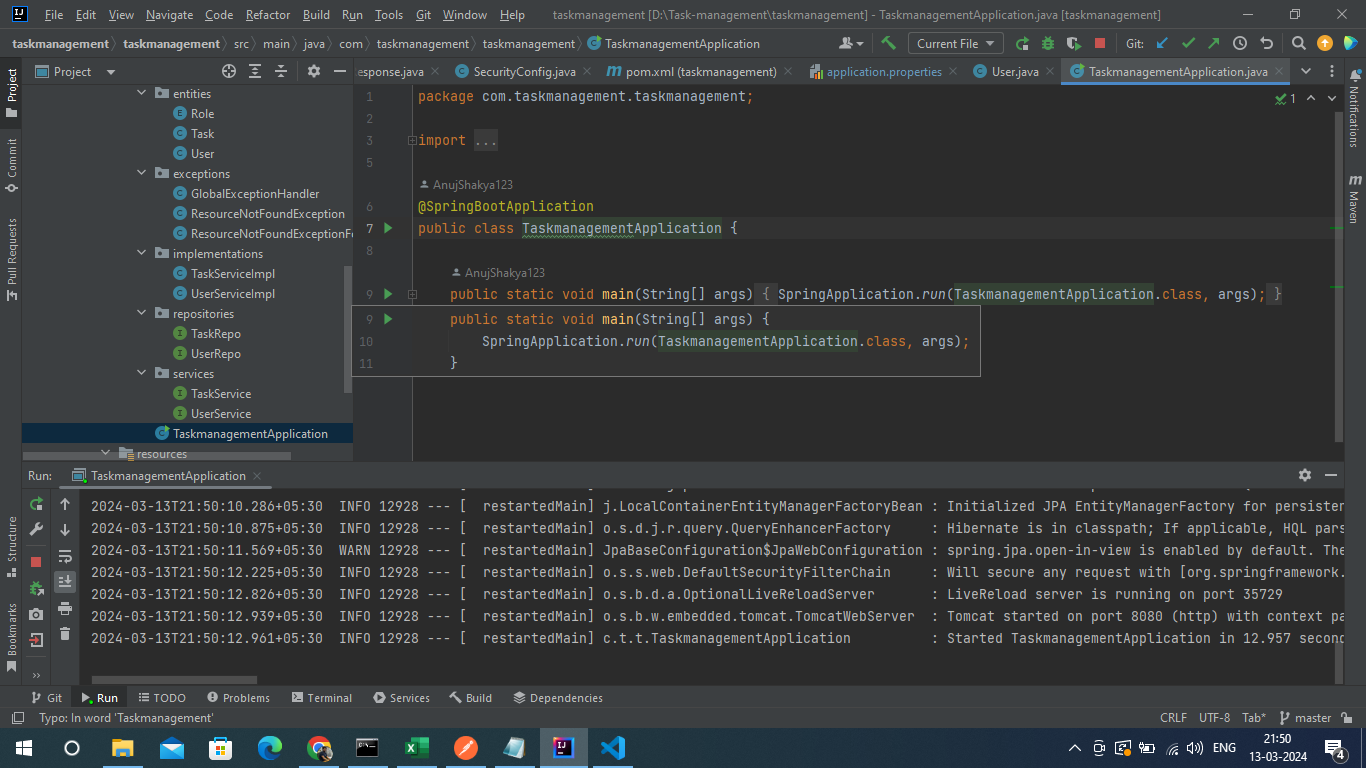 File Edit View Navigate Code Refactor Build Run Tools Git Window Help taskmanagement [D:\Task-management\taskmanagement] - TaskmanagementApplication.java [taskmanagement]
taskmanagement taskmanagement src main java com taskmanagement taskmanagement TaskmanagementApplication Current File Git:
Project
esponse.java SecurityConfig.java pom.xml (taskmanagement) application.properties User.java TaskmanagementApplication.java
Project
Commit
Pull Requests
Structure
Bookmarks
Notifications
Maven
entities
Role
Task
User
exceptions
GlobalExceptionHandler
ResourceNotFoundException
ResourceNotFoundExceptionFo
implementations
TaskServiceImpl
UserServiceImpl
repositories
TaskRepo
UserRepo
services
TaskService
UserService
TaskmanagementApplication
resources
1 package com.taskmanagement.taskmanagement; 1
2
3 import ...
5
AnujShakya123
6 @SpringBootApplication
7 public class TaskmanagementApplication {
8
AnujShakya123
9 public static void main(String[] args) { SpringApplication.run(TaskmanagementApplication.class, args); }
9 public static void main(String[] args) {
10 SpringApplication.run(TaskmanagementApplication.class, args);
11 }
Run: TaskmanagementApplication
2024-03-13T21:50:10.286+05:30 INFO 12928 --- [ restartedMain] j.LocalContainerEntityManagerFactoryBean : Initialized JPA EntityManagerFactory for persisten
2024-03-13T21:50:10.875+05:30 INFO 12928 --- [ restartedMain] o.s.d.j.r.query.QueryEnhancerFactory : Hibernate is in classpath; If applicable, HQL pars
2024-03-13T21:50:11.569+05:30 WARN 12928 --- [ restartedMain] JpaBaseConfiguration$JpaWebConfiguration : spring.jpa.open-in-view is enabled by default. The
2024-03-13T21:50:12.225+05:30 INFO 12928 --- [ restartedMain] o.s.s.web.DefaultSecurityFilterChain : Will secure any request with [org.springframework.
2024-03-13T21:50:12.826+05:30 INFO 12928 --- [ restartedMain] o.s.b.d.a.OptionalLiveReloadServer : LiveReload server is running on port 35729
2024-03-13T21:50:12.939+05:30 INFO 12928 --- [ restartedMain] o.s.b.w.embedded.tomcat.TomcatWebServer : Tomcat started on port 8080 (http) with context pa
2024-03-13T21:50:12.961+05:30 INFO 12928 --- [ restartedMain] c.t.t.TaskmanagementApplication : Started TaskmanagementApplication in 12.957 second
Git Run TODO Problems Terminal Services Build Dependencies
Typo: In word 'Taskmanagement' CRLF UTF-8 Tab* master
ENG 21:50
13-03-2024 4